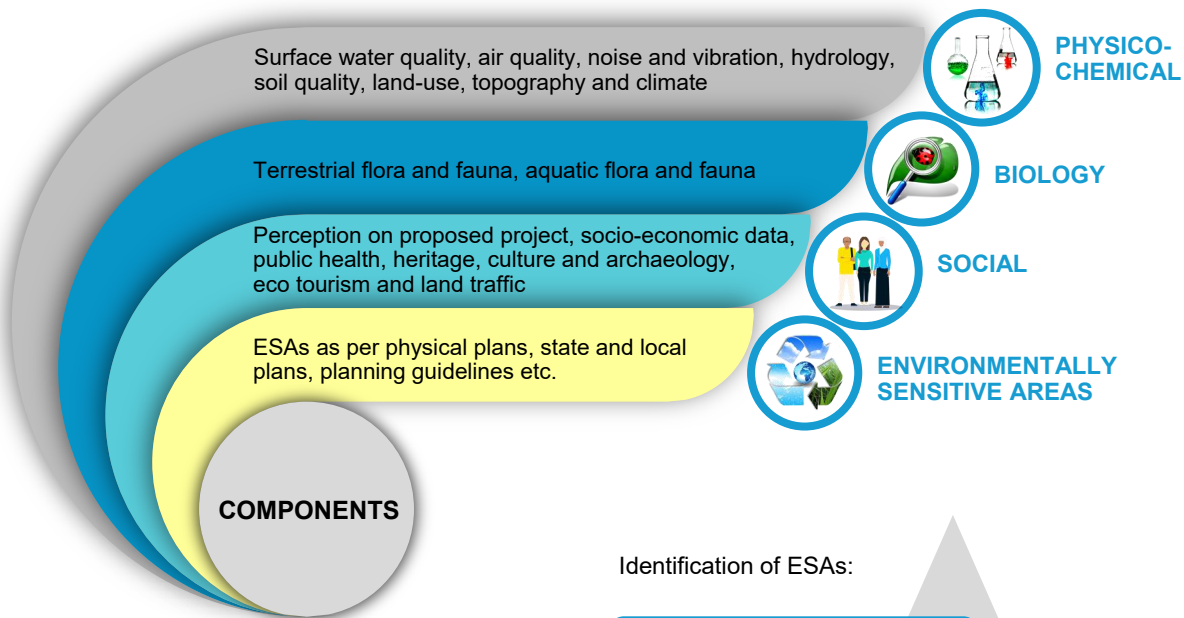 Surface water quality, air quality, noise and vibration, hydrology,
soil quality, land-use, topography and climate
PHYSICO-
CHEMICAL
Terrestrial flora and fauna, aquatic flora and fauna
BIOLOGY
Perception on proposed project, socio-economic data,
public health, heritage, culture and archaeology,
eco tourism and land traffic
SOCIAL
ESAs as per physical plans, state and local
plans, planning guidelines etc.
ENVIRONMENTALLY
SENSITIVE AREAS
COMPONENTS
Identification of ESAs: